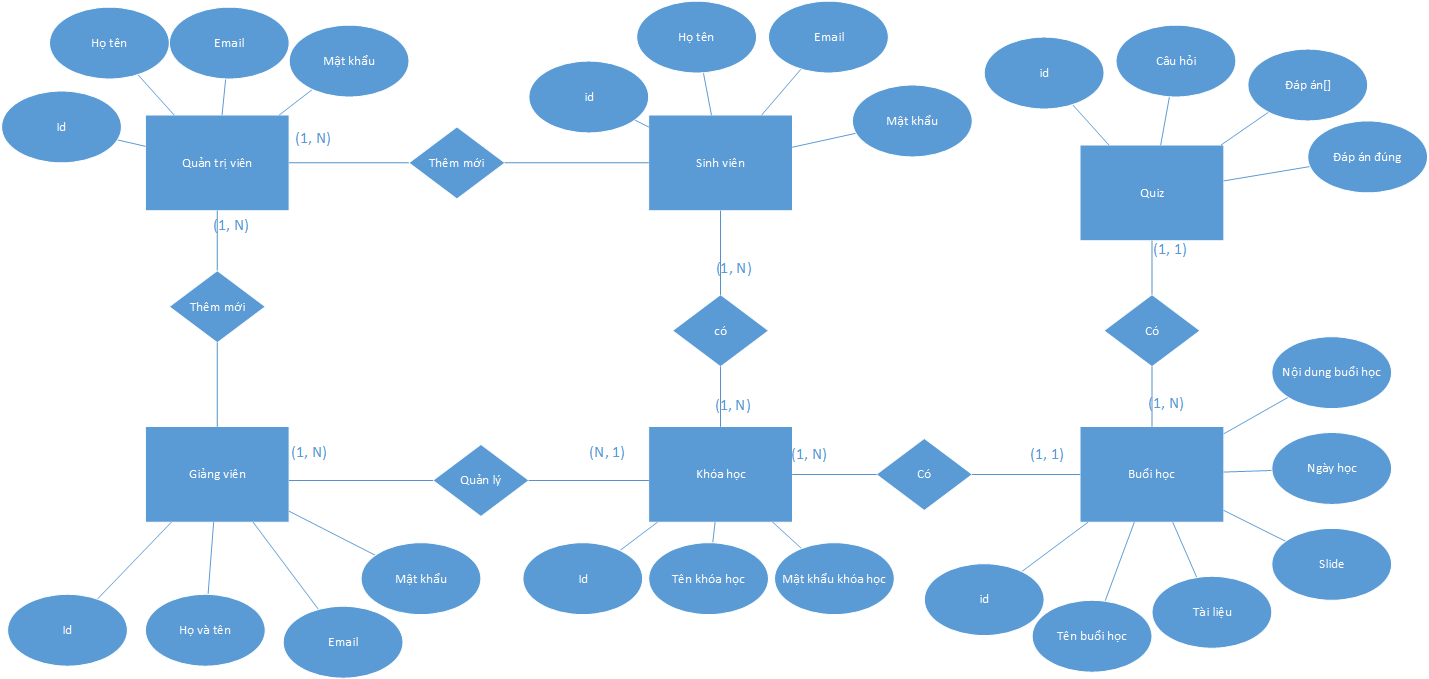 Họ tên
Email
Mật khẩu
Id
Quản trị viên
(1, N)
Thêm mới
Họ tên
Email
id
Mật khẩu
Sinh viên
id
Câu hỏi
Đáp án[]
Đáp án đúng
Quiz
(1, N)
Thêm mới
(1, N)
có
(1, N)
(1, 1)
Có
(1, N)
Giảng viên
(1, N)
Quản lý
(N, 1)
Khóa học
(1, N)
Có
(1, 1)
Buổi học
Nội dung buổi học
Ngày học
Slide
Id
Họ và tên
Email
Mật khẩu
Id
Tên khóa học
Mật khẩu khóa học
id
Tên buổi học
Tài liệu